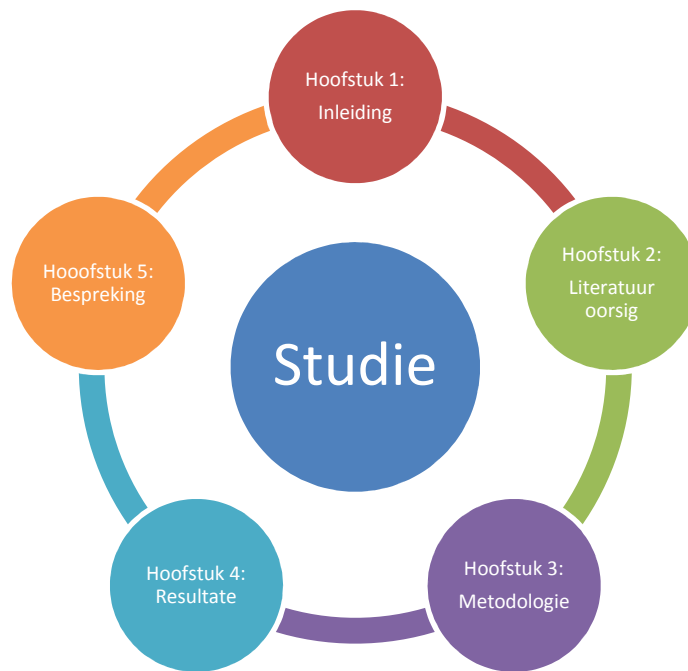 Hoofstuk 1:
Inleiding
Hoofstuk 2:
Literatuur
oorsig
Hoofstuk 3:
Metodologie
Hoofstuk 4:
Resultate
Hooofstuk 5:
Bespreking
Studie